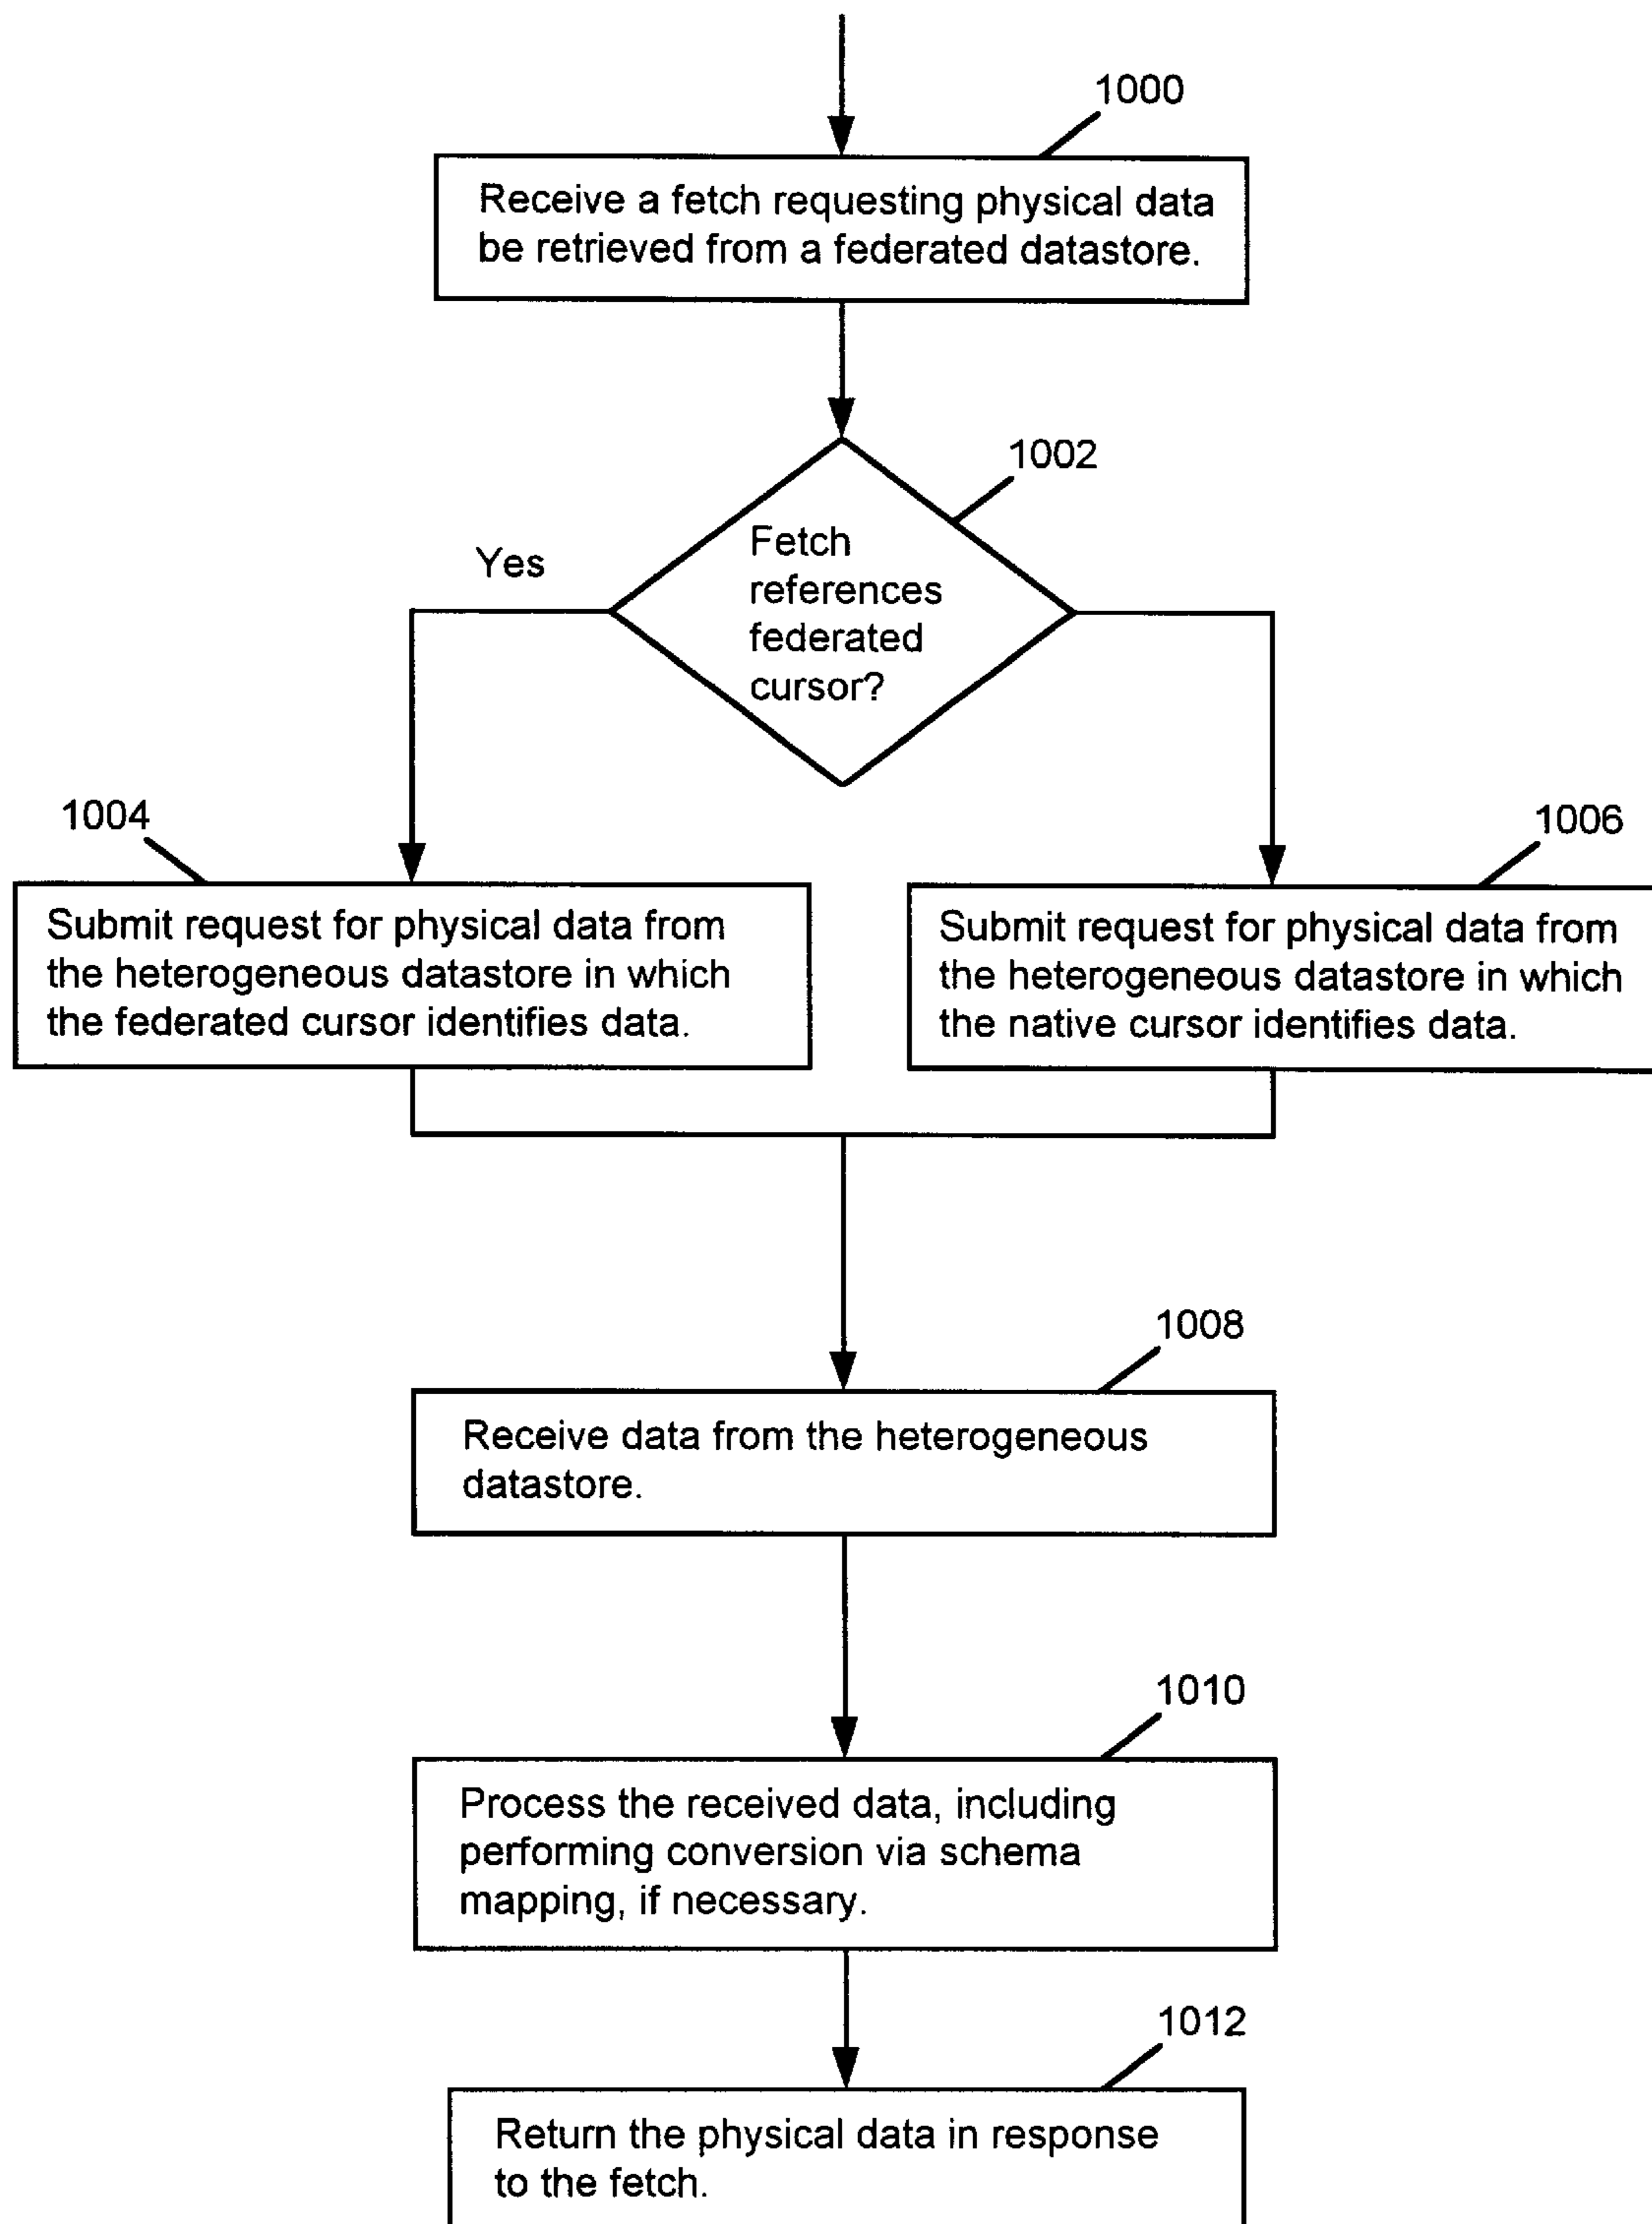 1000
Receive a fetch requesting physical data
be retrieved from a federated datastore.
1002
Fetch
references
federated
cursor?
Yes
1004
Submit request for physical data from
the heterogeneous datastore in which
the federated cursor identifies data.
1006
Submit request for physical data from
the heterogeneous datastore in which
the native cursor identifies data.
1008
Receive data from the heterogeneous
datastore.
1010
Process the received data, including
performing conversion via schema
mapping, if necessary.
1012
Return the physical data in response
to the fetch.